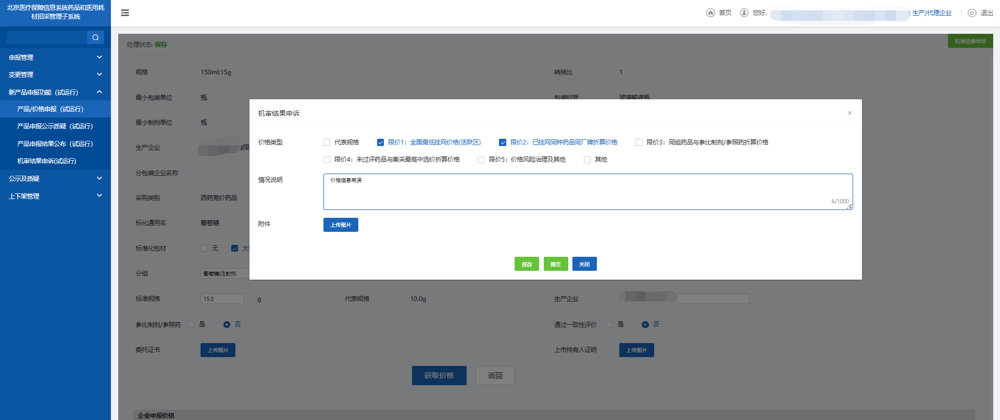 北京医疗保障信息系统药品和医用耗
材招采管理子系统
首页
您好,
) 生产/代理企业
退出
申报管理
变更管理
新产品申报功能（试运行）
产品/价格申报（试运行）
产品申报公示质疑（试运行）
产品申报结果公布（试运行）
机审结果申诉(试运行)
公示及质疑
上下架管理
处理状态: 保存
机审结果申诉
规格 150ml:15g 转换比 1
最小包装单位 瓶 包装材质 玻璃输液瓶
最小制剂单位 瓶
生产企业
分包装企业名称
采购类别 西药竞价药品
标化通用名 葡萄糖
标准化包材 无 大
分组 葡萄糖|注射剂
机审结果申诉 ×
价格类型 代表规格 限价1：全国最低挂网价格(活跃区) 限价2：已挂网同种药品同厂牌折算价格 限价3：同组药品与参比制剂/参照药折算价格
限价4：未过评药品与集采最高中选价折算价格 限价5：价格风险治理及其他 其他
情况说明 价格信息有误
6/1000
附件 上传图片
保存 提交 关闭
标准规格 15.0 g 代表规格 10.0g 生产企业
参比制剂/参照药 是 否 通过一致性评价 是 否
委托证书 上传图片 上市持有人证明 上传图片
获取价格 返回
企业申报价格